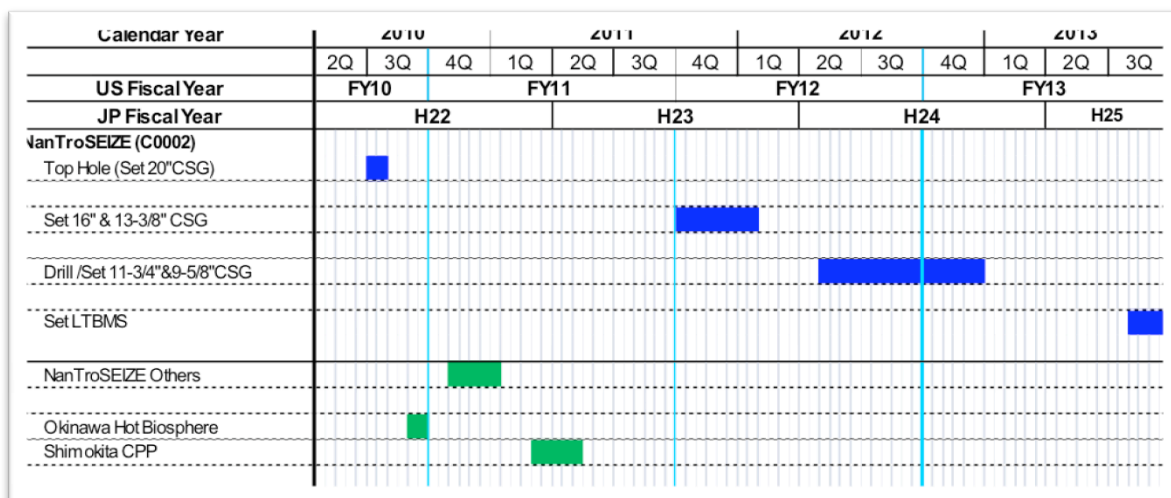 Calendar Year 2010 2011 2012 2013
2Q 3Q 4Q 1Q 2Q 3Q 4Q 1Q 2Q 3Q 4Q 1Q 2Q 3Q
US Fiscal Year FY10 FY11 FY12 FY13
JP Fiscal Year H22 H23 H24 H25
NanTroSEIZE (C0002)
Top Hole (Set 20"CSG)
Set 16" & 13-3/8" CSG
Drill /Set 11-3/4"&9-5/8"CSG
Set LTBMS
NanTroSEIZE Others
Okinawa Hot Biosphere
Shimokita CPP